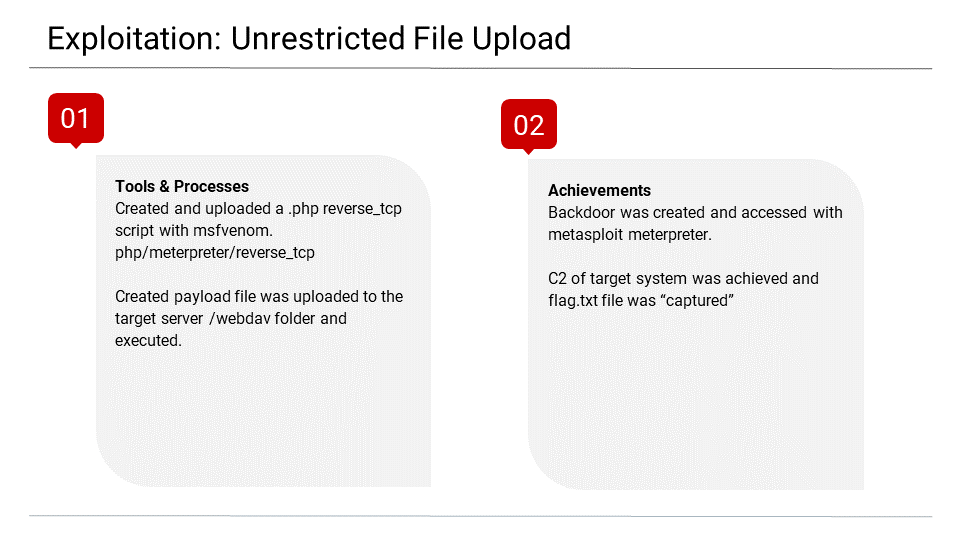 Exploitation: Unrestricted File Upload
01
Tools & Processes
Created and uploaded a .php reverse_tcp
script with msfvenom.
php/meterpreter/reverse_tcp
Created payload file was uploaded to the
target server /webdav folder and
executed.
02
Achievements
Backdoor was created and accessed with
metasploit meterpreter.
C2 of target system was achieved and
flag.txt file was “captured”